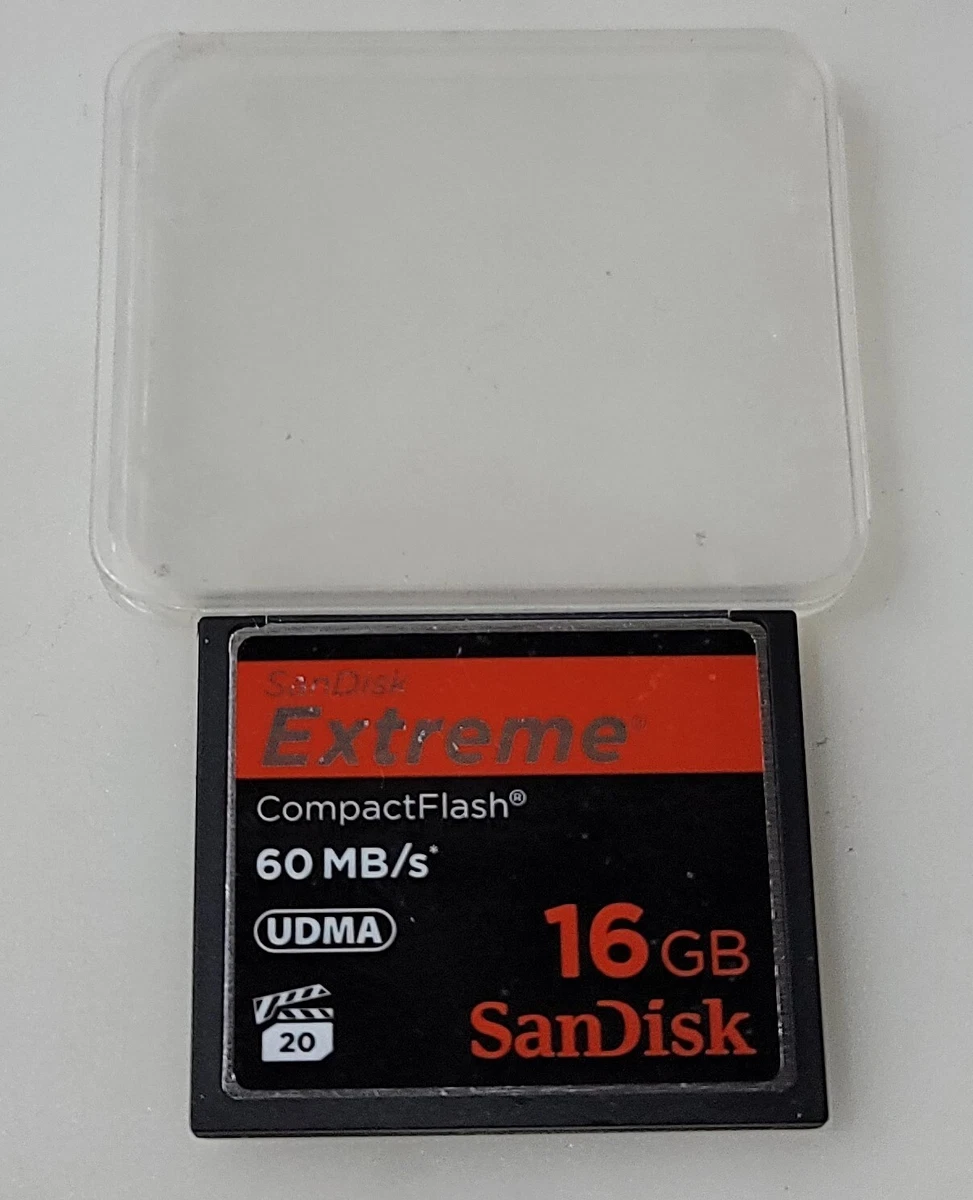 SanDisk
Extreme®
CompactFlash®
60 MB/s*
UDMA
16 GB
20
SanDisk